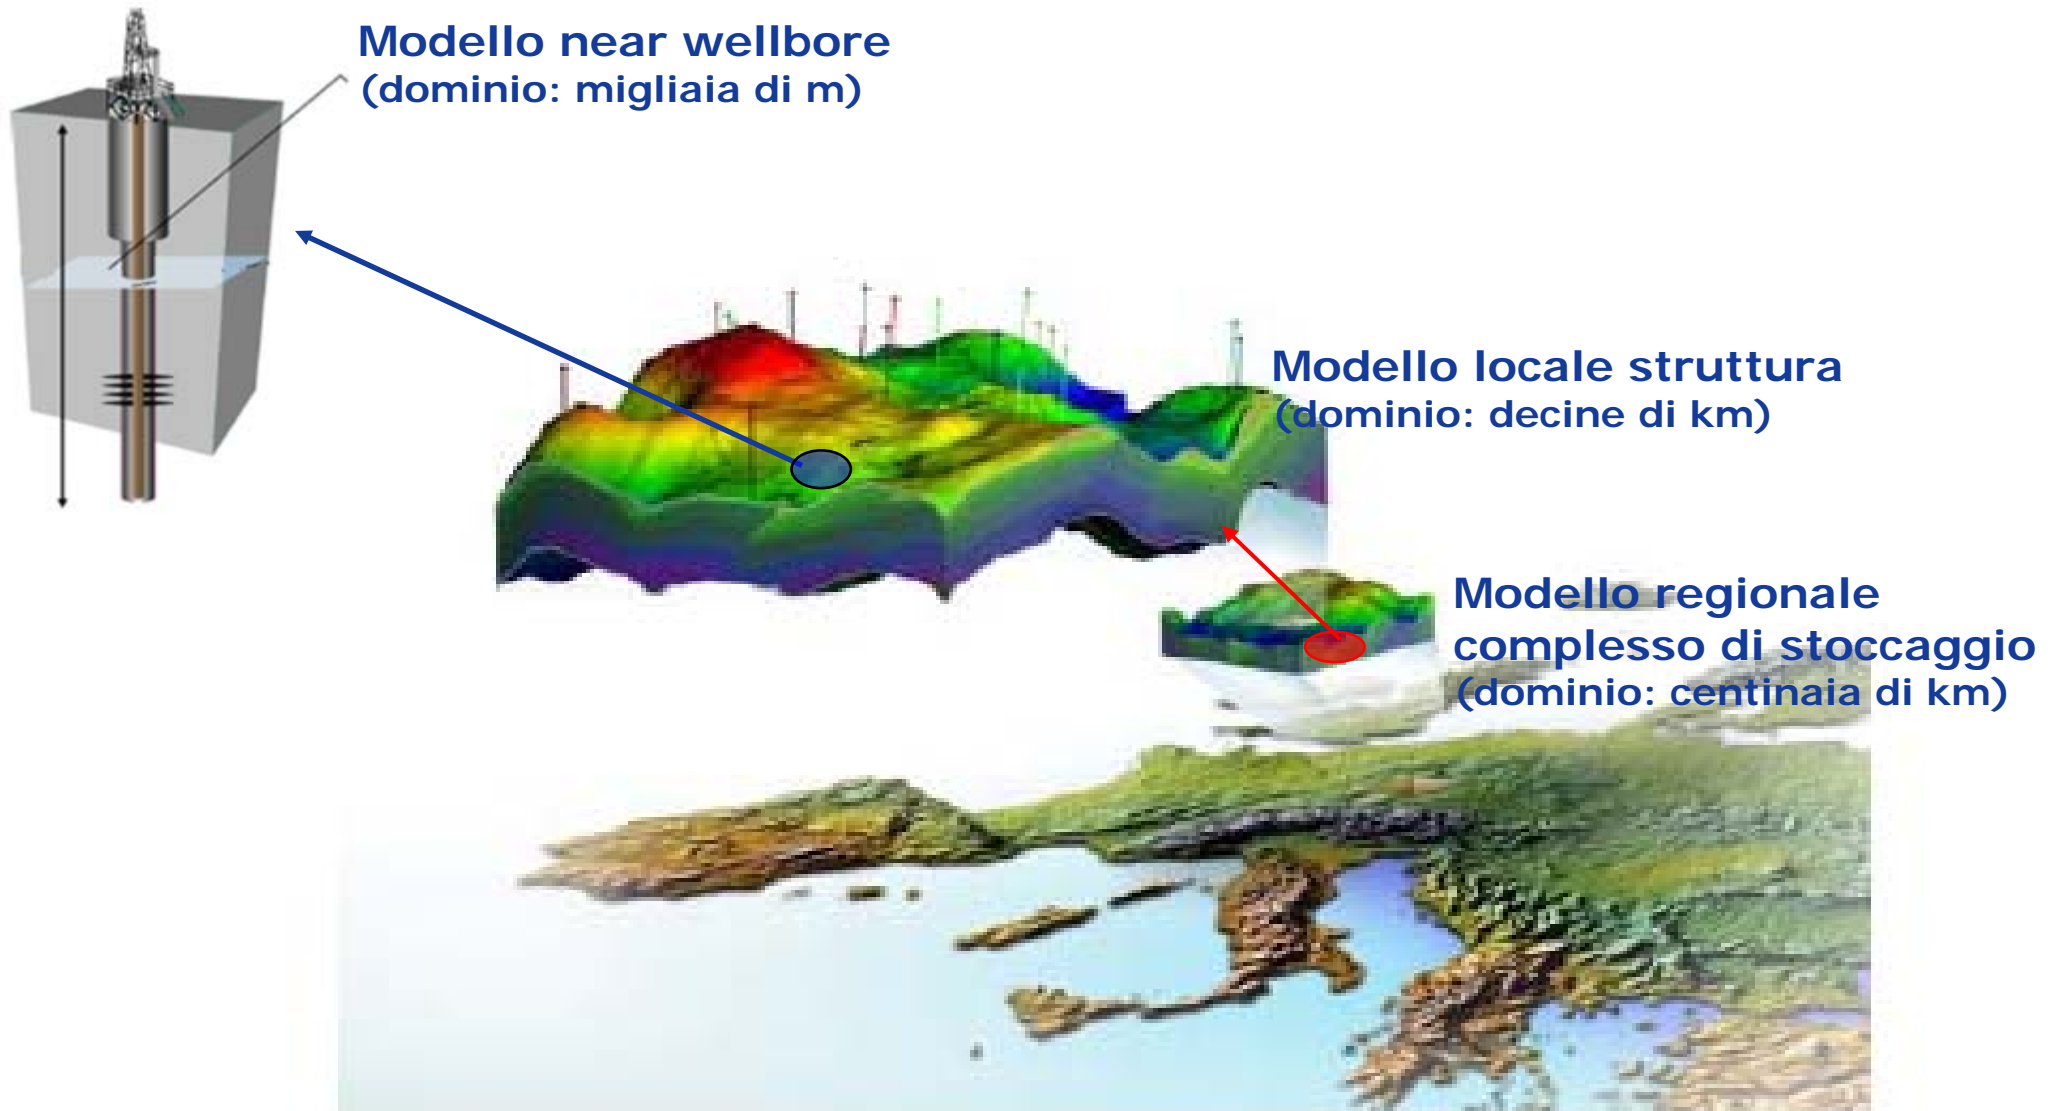 Modello near wellbore
(dominio: migliaia di m)
Modello locale struttura
(dominio: decine di km)
Modello regionale
complesso di stoccaggio
(dominio: centinaia di km)